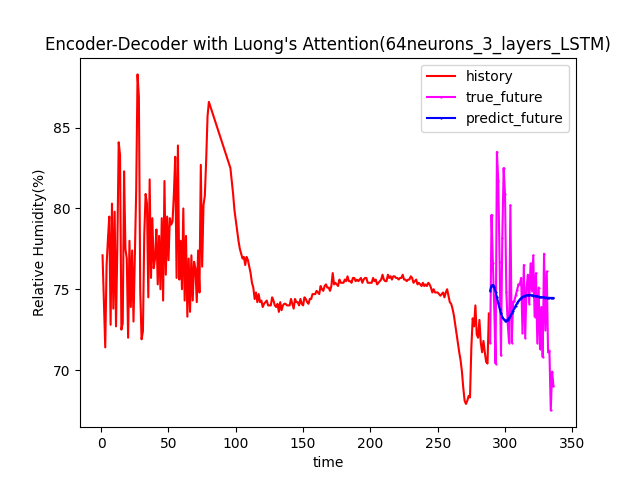 Encoder-Decoder with Luong's Attention(64neurons_3_layers_LSTM)
history
true_future
predict_future
Relative Humidity(%)
85
80
75
70
0 50 100 150 200 250 300 350
time